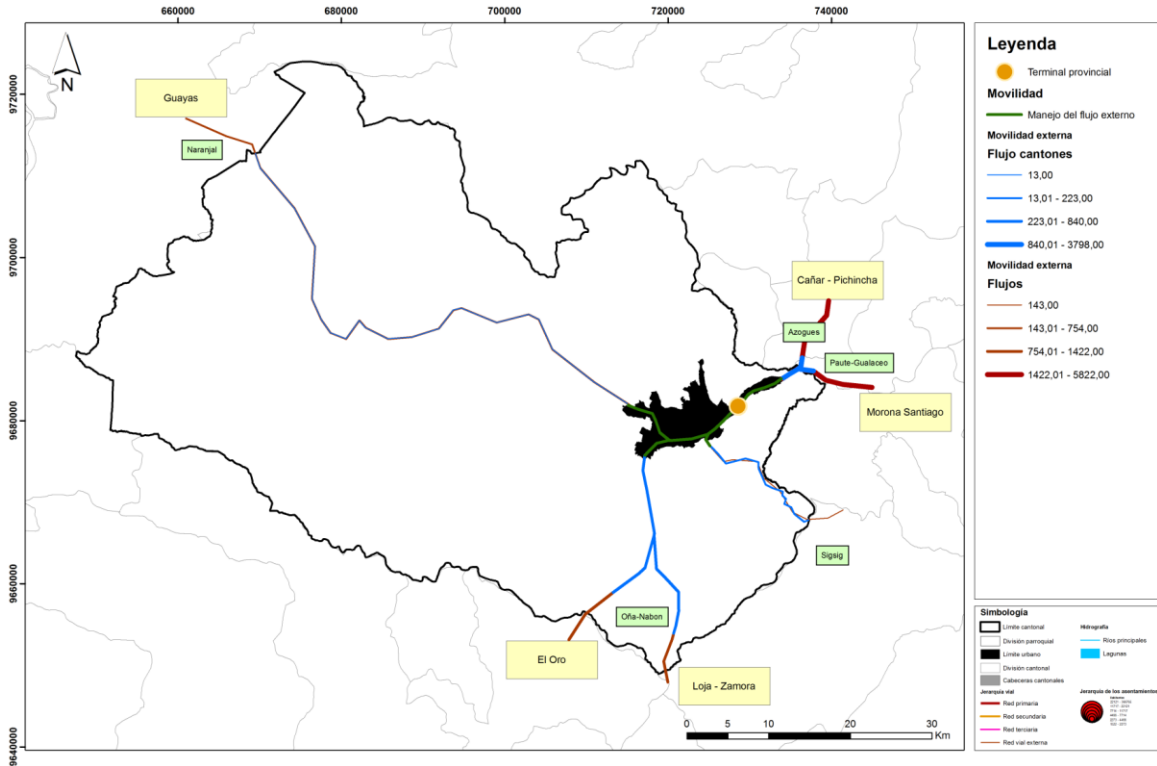 660000 680000 700000 720000 740000
9720000
9700000
9680000
9660000
9640000
N
Guayas
Naranjal
Cañar - Pichincha
Azogues
Paute-Gualaceo
Morona Santiago
Sigsig
Oña-Nabon
El Oro
Loja - Zamora
0 5 10 20 30
Km
Leyenda
Terminal provincial
Movilidad
Manejo del flujo externo
Movilidad externa
Flujo cantones
13,00
13,01 - 223,00
223,01 - 840,00
840,01 - 3798,00
Movilidad externa
Flujos
143,00
143,01 - 754,00
754,01 - 1422,00
1422,01 - 5822,00
Simbología
Límite cantonal
División parroquial
Límite urbano
División cantonal
Cabeceras cantonales
Hidrografía
Ríos principales
Lagunas
Jerarquía vial
Red primaria
Red secundaria
Red terciaria
Red vial externa
Jerarquía de los asentamientos